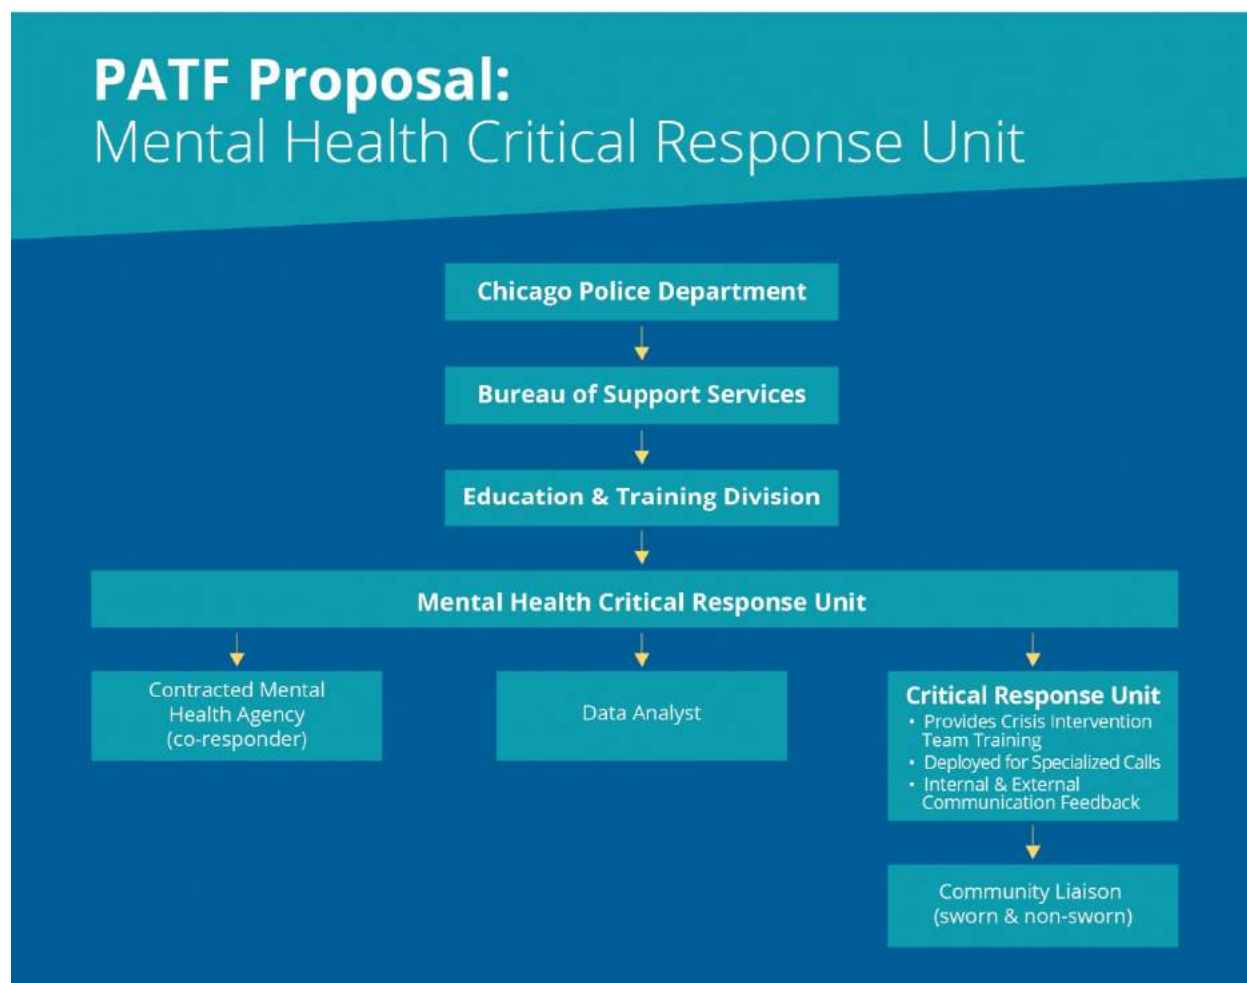 PATF Proposal:
Mental Health Critical Response Unit
Chicago Police Department
Bureau of Support Services
Education & Training Division
Mental Health Critical Response Unit
Contracted Mental
Health Agency
(co-responder)
Data Analyst
Critical Response Unit
• Provides Crisis Intervention
Team Training
• Deployed for Specialized Calls
• Internal & External
Communication Feedback
Community Liaison
(sworn & non-sworn)